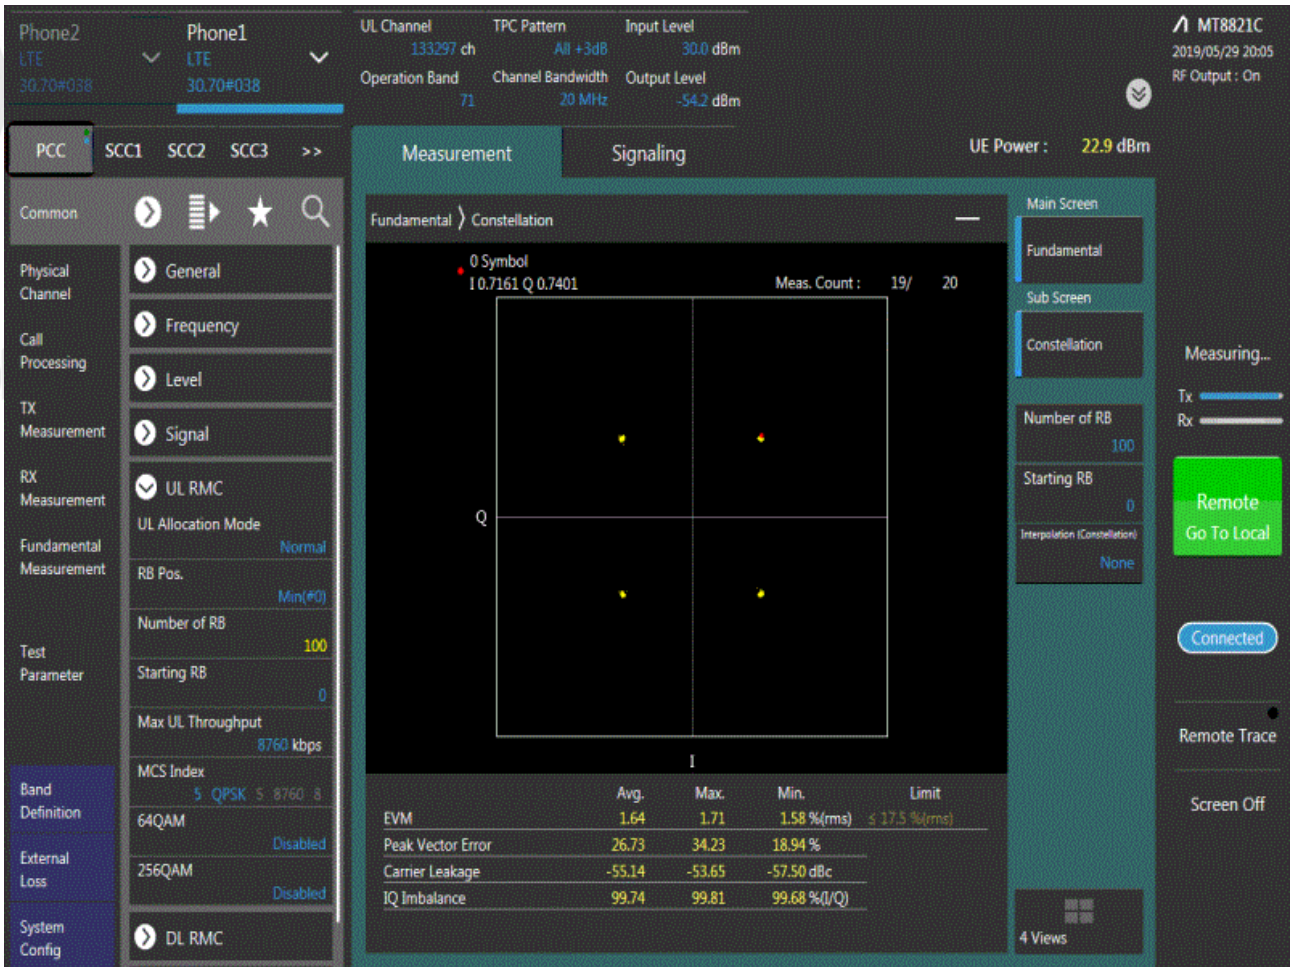 Phone2
LTE
30.70#038
Phone1
LTE
30.70#038
UL Channel
133297 ch
TPC Pattern
All +3dB
Input Level
30.0 dBm
Operation Band
71
Channel Bandwidth
20 MHz
Output Level
-54.2 dBm
MT8821C
2019/05/29 20:05
RF Output : On
PCC SCC1 SCC2 SCC3 >>
Measurement
Signaling
UE Power : 22.9 dBm
Common
Physical
Channel
Call
Processing
TX
Measurement
RX
Measurement
Fundamental
Measurement
Test
Parameter
Band
Definition
External
Loss
System
Config
General
Frequency
Level
Signal
UL RMC
UL Allocation Mode
Normal
RB Pos.
Min(#0)
Number of RB
100
Starting RB
0
Max UL Throughput
8760 kbps
MCS Index
5 QPSK 5 8760 8
64QAM
Disabled
256QAM
Disabled
DL RMC
Fundamental ⟩ Constellation
0 Symbol
I 0.7161 Q 0.7401
Meas. Count : 19/ 20
Q
I
Avg. Max. Min. Limit
EVM 1.64 1.71 1.58 %(rms) ≤ 17.5 %(rms)
Peak Vector Error 26.73 34.23 18.94 %
Carrier Leakage -55.14 -53.65 -57.50 dBc
IQ Imbalance 99.74 99.81 99.68 %(I/Q)
Main Screen
Fundamental
Sub Screen
Constellation
Number of RB
100
Starting RB
0
Interpolation (Constellation)
None
4 Views
Measuring...
Tx
Rx
Remote
Go To Local
Connected
Remote Trace
Screen Off